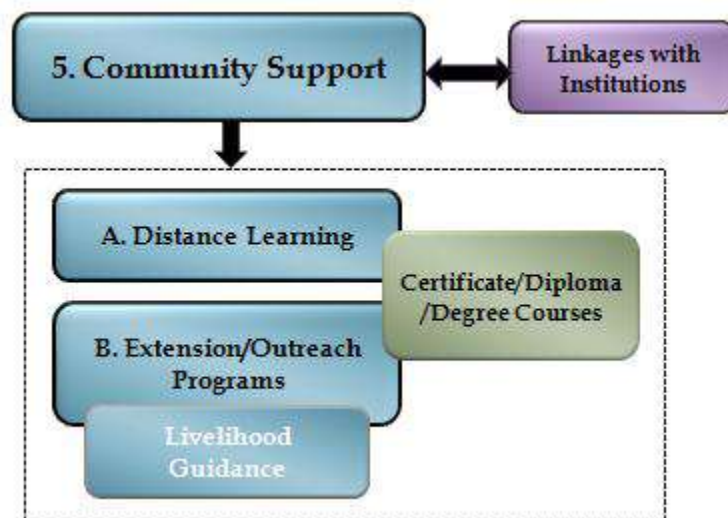 5. Community Support
Linkages with
Institutions
A. Distance Learning
Certificate/Diploma
/Degree Courses
B. Extension/Outreach
Programs
Livelihood
Guidance